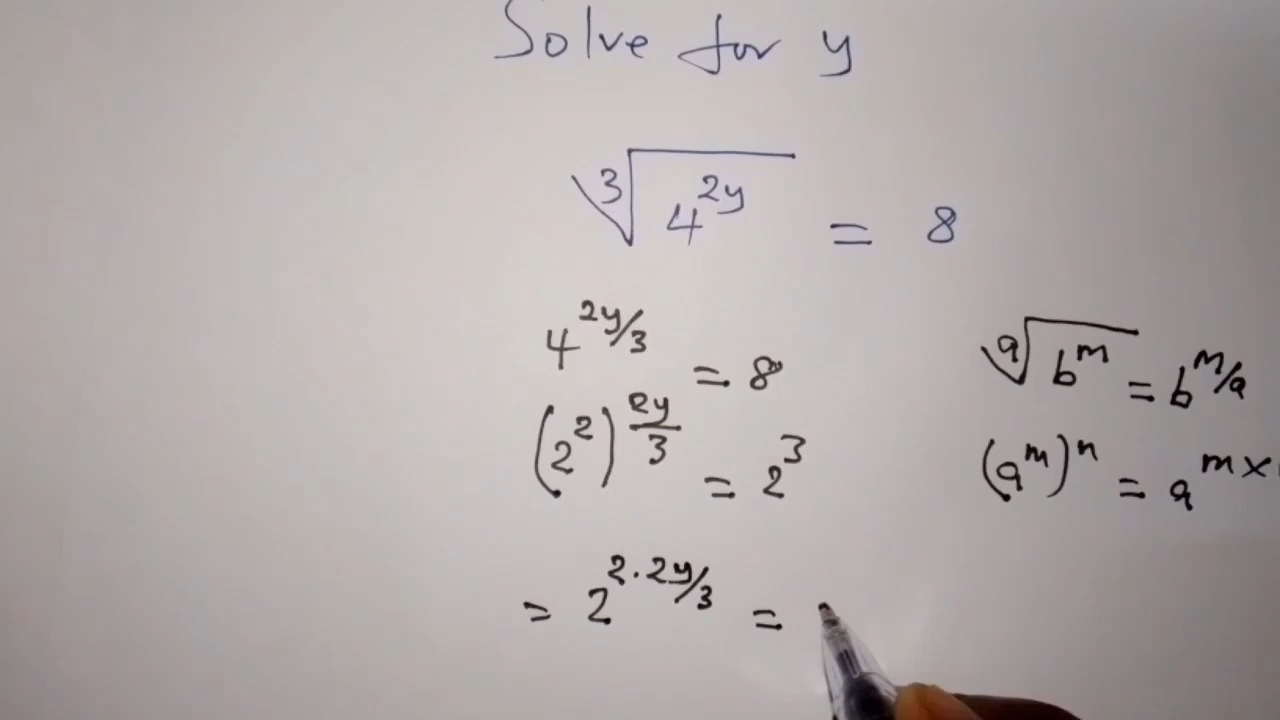 Solve for y
∛(4^(2y)) = 8
4^(2y/3) = 8
(2^2)^(2y/3) = 2^3
= 2^(2·2y/3) =
ᵃ√(b^m) = b^(m/a)
(a^m)^n = a^(m×